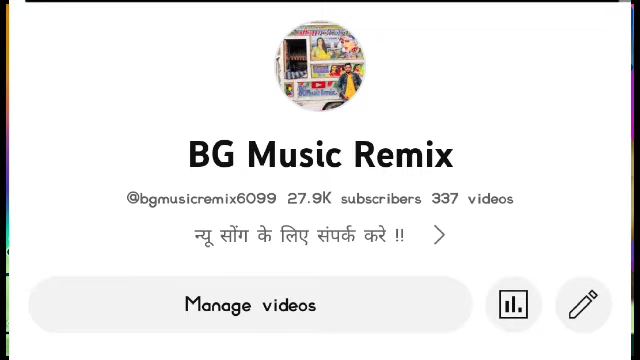 BG Music Remix
@bgmusicremix6099 27.9K subscribers 337 videos
न्यू सोंग के लिए संपर्क करे !!
Manage videos